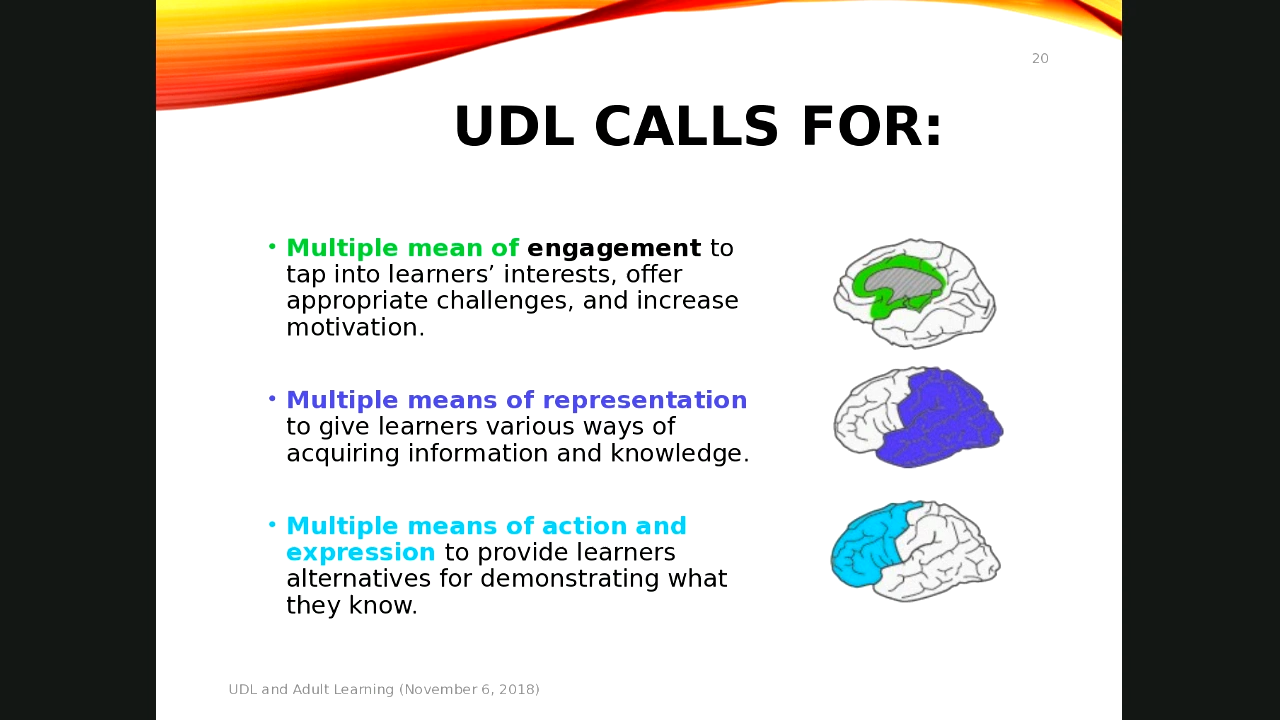 20
UDL CALLS FOR:
• Multiple mean of engagement to
tap into learners’ interests, offer
appropriate challenges, and increase
motivation.
• Multiple means of representation
to give learners various ways of
acquiring information and knowledge.
• Multiple means of action and
expression to provide learners
alternatives for demonstrating what
they know.
UDL and Adult Learning (November 6, 2018)